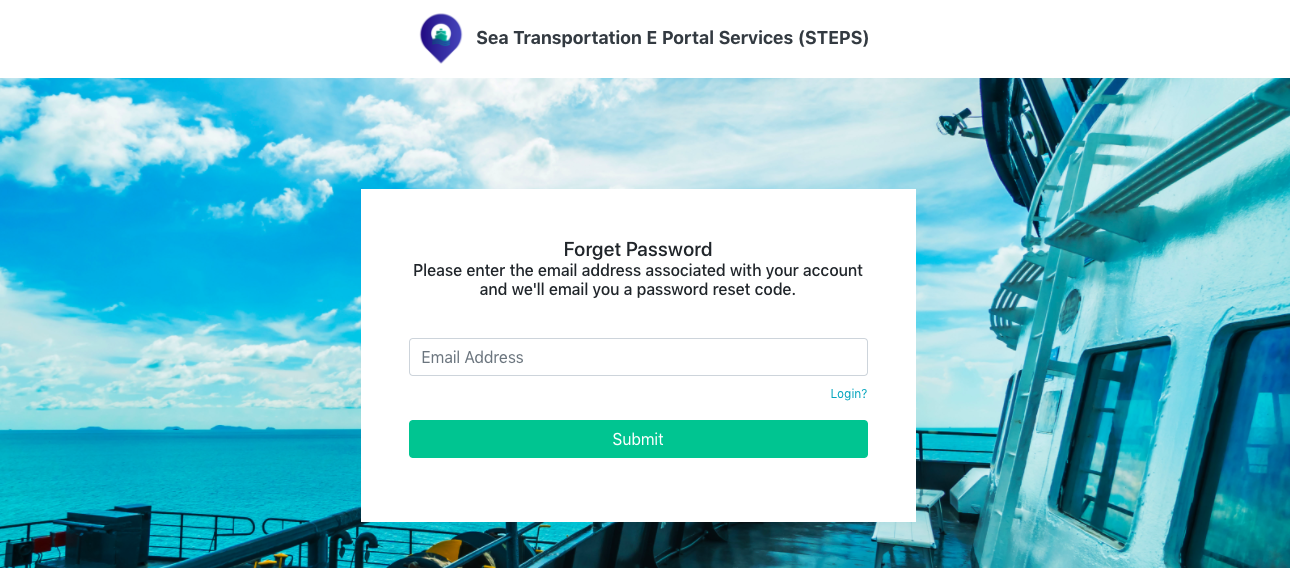 Sea Transportation E Portal Services (STEPS)
Forget Password
Please enter the email address associated with your account
and we'll email you a password reset code.
Email Address
Login?
Submit